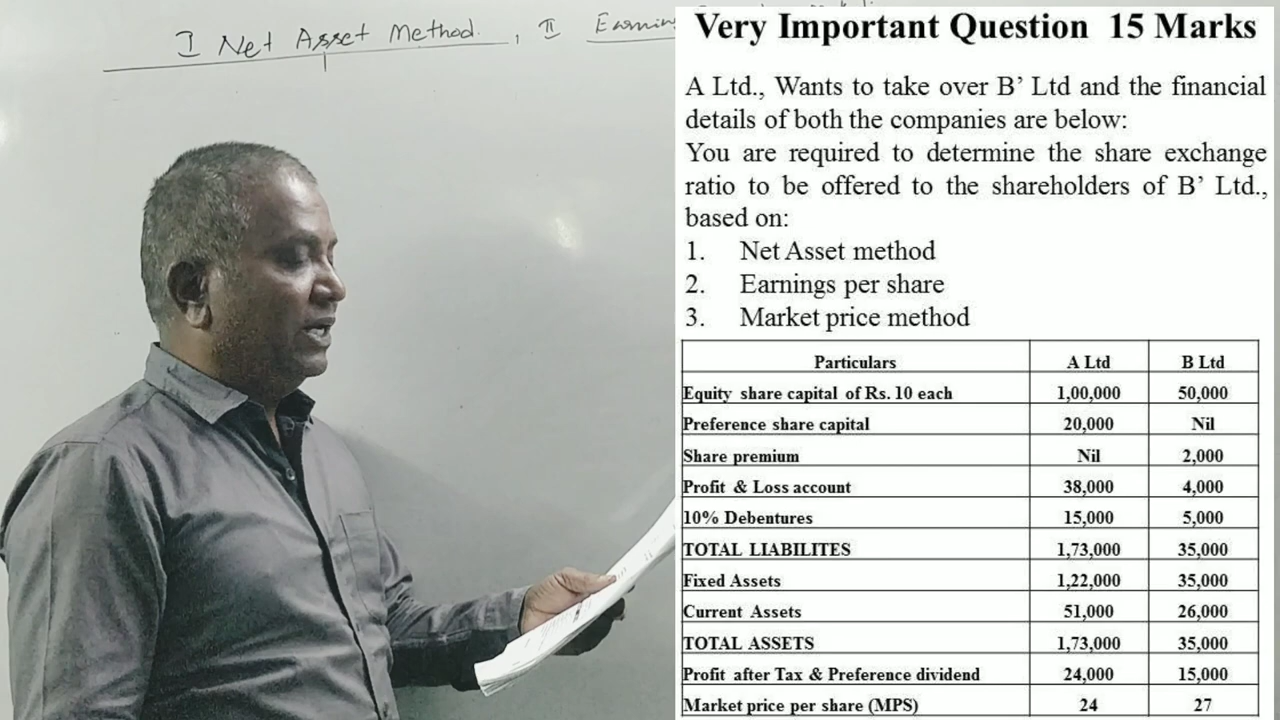 I Net Asset Method. , II Earnin
Very Important Question 15 Marks
A Ltd., Wants to take over B’ Ltd and the financial
details of both the companies are below:
You are required to determine the share exchange
ratio to be offered to the shareholders of B’ Ltd.,
based on:
1. Net Asset method
2. Earnings per share
3. Market price method
Particulars A Ltd B Ltd
Equity share capital of Rs. 10 each 1,00,000 50,000
Preference share capital 20,000 Nil
Share premium Nil 2,000
Profit & Loss account 38,000 4,000
10% Debentures 15,000 5,000
TOTAL LIABILITES 1,73,000 35,000
Fixed Assets 1,22,000 35,000
Current Assets 51,000 26,000
TOTAL ASSETS 1,73,000 35,000
Profit after Tax & Preference dividend 24,000 15,000
Market price per share (MPS) 24 27